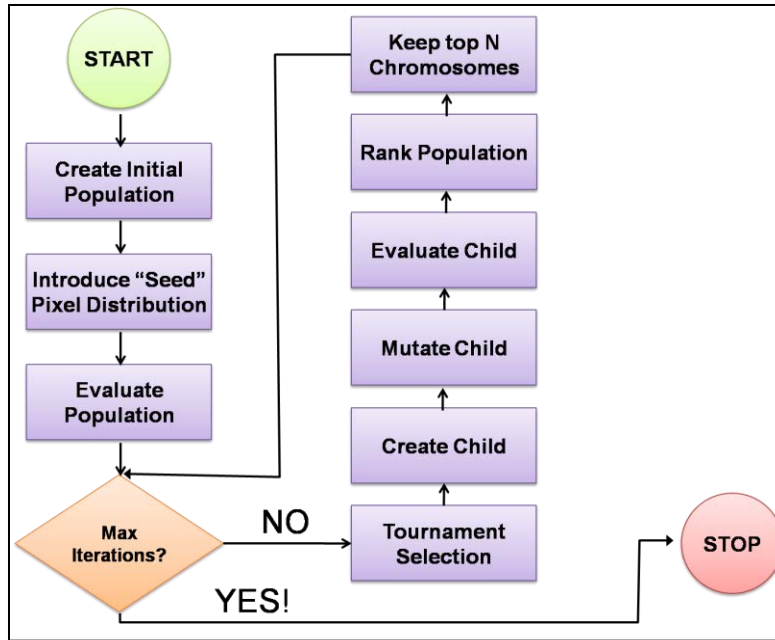 START
Create Initial
Population
Introduce “Seed”
Pixel Distribution
Evaluate
Population
Max
Iterations?
NO
YES!
Tournament
Selection
Create Child
Mutate Child
Evaluate Child
Rank Population
Keep top N
Chromosomes
STOP